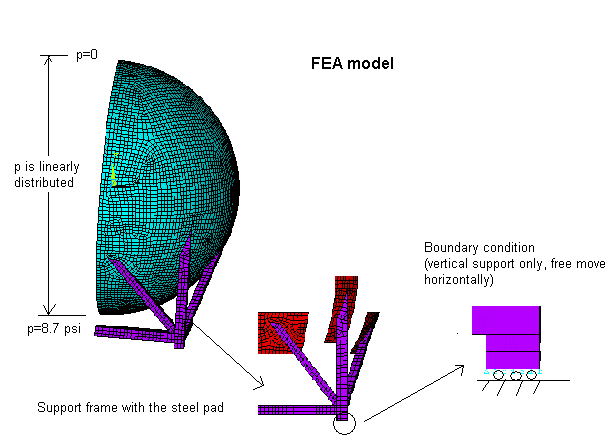 p=0
FEA model
p is linearly
distributed
Boundary condition
(vertical support only, free move
horizontally)
p=8.7 psi
Support frame with the steel pad